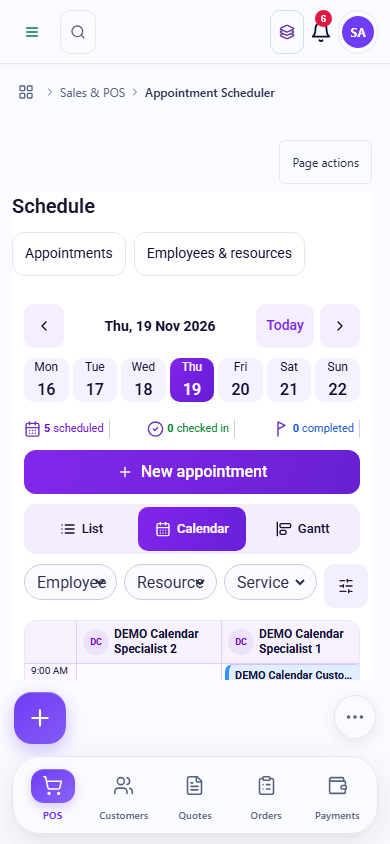 6
SA
Sales & POS
Appointment Scheduler
Page actions
Schedule
Appointments
Employees & resources
Thu, 19 Nov 2026
Today
Mon Tue Wed Thu Fri Sat Sun
16 17 18 19 20 21 22
5 scheduled
0 checked in
0 completed
New appointment
List
Calendar
Gantt
Employee
Resource
Service
DC
DEMO Calendar
Specialist 2
DC
DEMO Calendar
Specialist 1
9:00 AM
DEMO Calendar Custo...
POS
Customers
Quotes
Orders
Payments